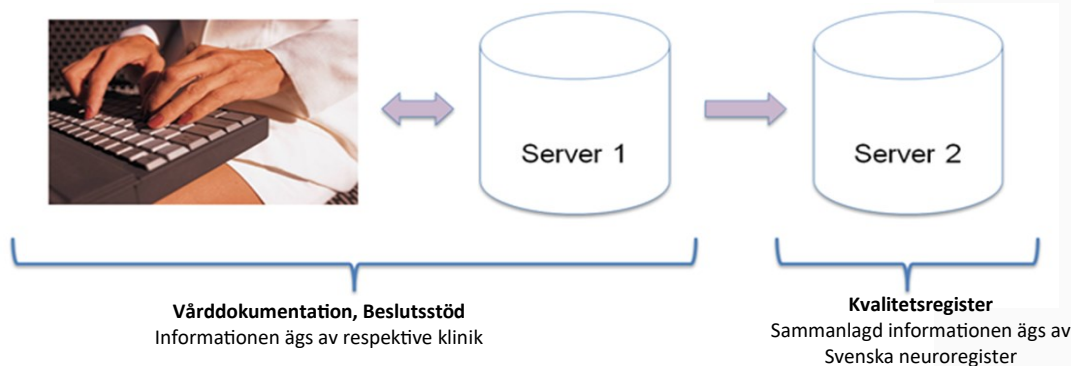 Server 1
Server 2
Vårddokumentation, Beslutsstöd
Informationen ägs av respektive klinik
Kvalitetsregister
Sammanlagd informationen ägs av
Svenska neuroregister